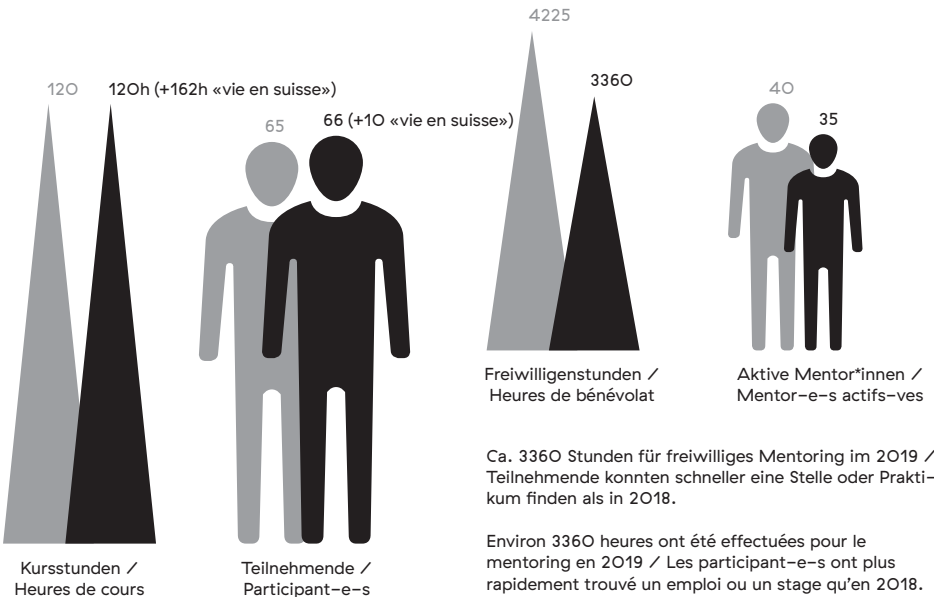 120
120h (+162h «vie en suisse»)
65
66 (+10 «vie en suisse»)
Kursstunden /
Heures de cours
Teilnehmende /
Participant-e-s
4225
3360
Freiwilligenstunden /
Heures de bénévolat
40
35
Aktive Mentor*innen /
Mentor-e-s actifs-ves
Ca. 3360 Stunden für freiwilliges Mentoring im 2019 /
Teilnehmende konnten schneller eine Stelle oder Prakti-
kum finden als in 2018.
Environ 3360 heures ont été effectuées pour le
mentoring en 2019 / Les participant-e-s ont plus
rapidement trouvé un emploi ou un stage qu'en 2018.